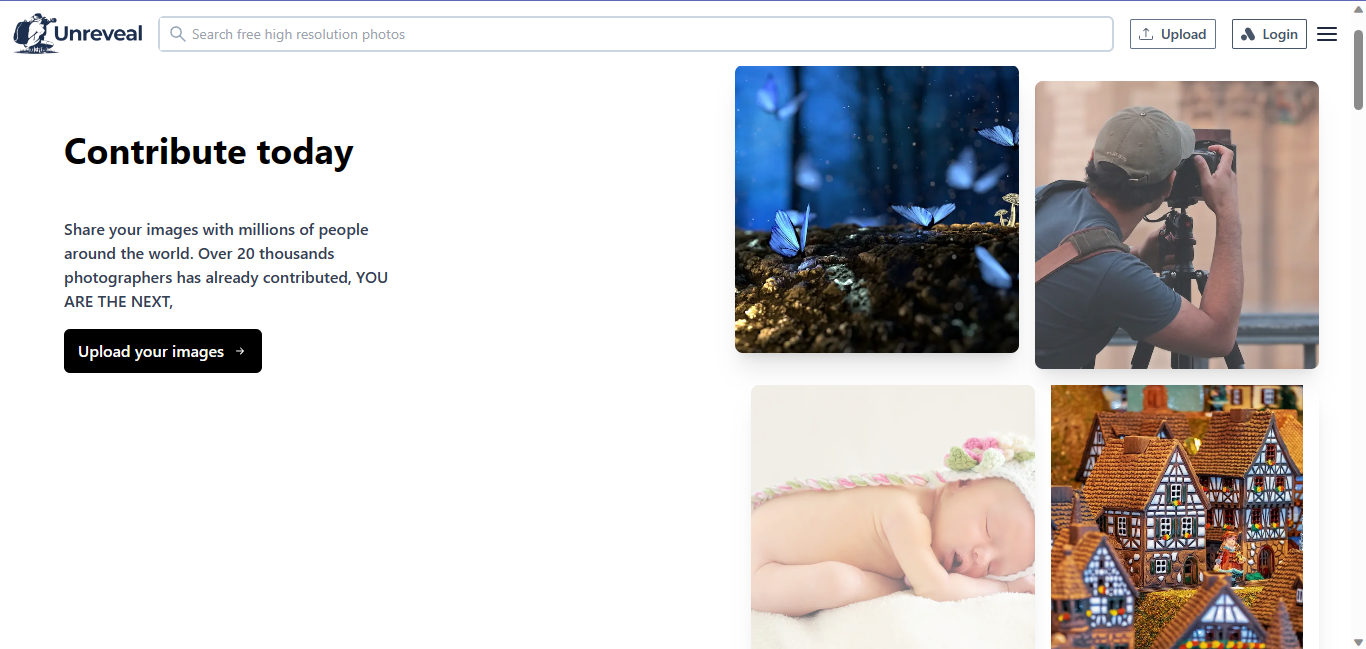 Unreveal
Search free high resolution photos
Upload
Login
Contribute today
Share your images with millions of people
around the world. Over 20 thousands
photographers has already contributed, YOU
ARE THE NEXT,
Upload your images →